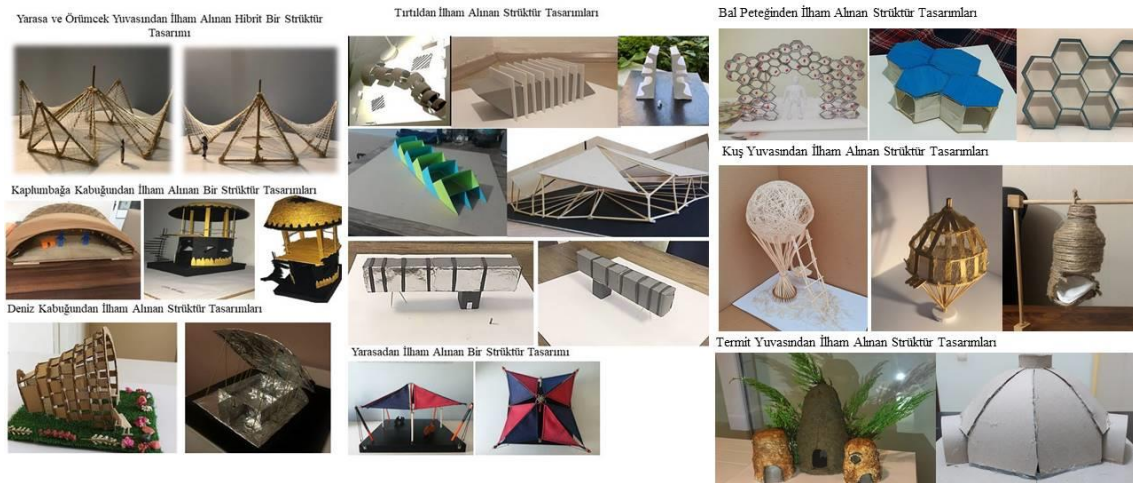 Yarasa ve Örümcek Yuvasından İlham Alınan Hibrit Bir Strüktür
Tasarımı
Kaplumbağa Kabuğundan İlham Alınan Bir Strüktür Tasarımları
Deniz Kabuğundan İlham Alınan Strüktür Tasarımları
Tırtıldan İlham Alınan Strüktür Tasarımları
Yarasadan İlham Alınan Bir Strüktür Tasarımı
Bal Peteğinden İlham Alınan Strüktür Tasarımları
Kuş Yuvasından İlham Alınan Strüktür Tasarımları
Termit Yuvasından İlham Alınan Strüktür Tasarımları